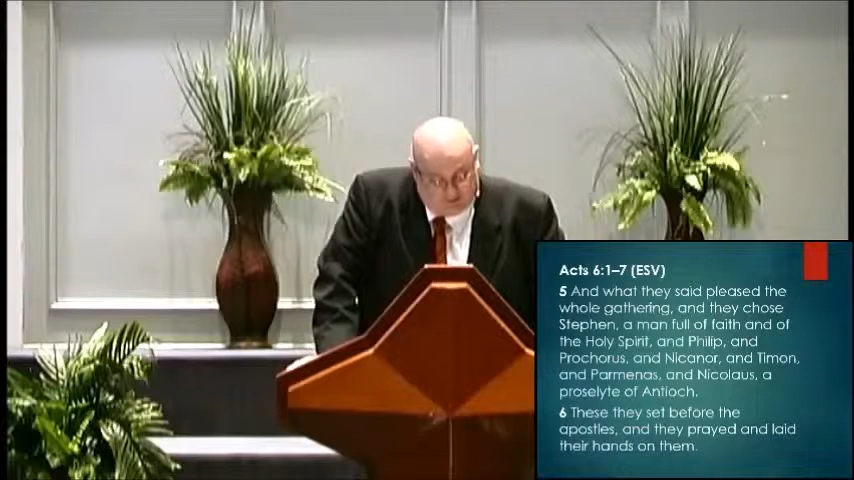 Acts 6:1–7 (ESV)
5 And what they said pleased the
whole gathering, and they chose
Stephen, a man full of faith and of
the Holy Spirit, and Philip, and
Prochorus, and Nicanor, and Timon,
and Parmenas, and Nicolaus, a
proselyte of Antioch.
6 These they set before the
apostles, and they prayed and laid
their hands on them.